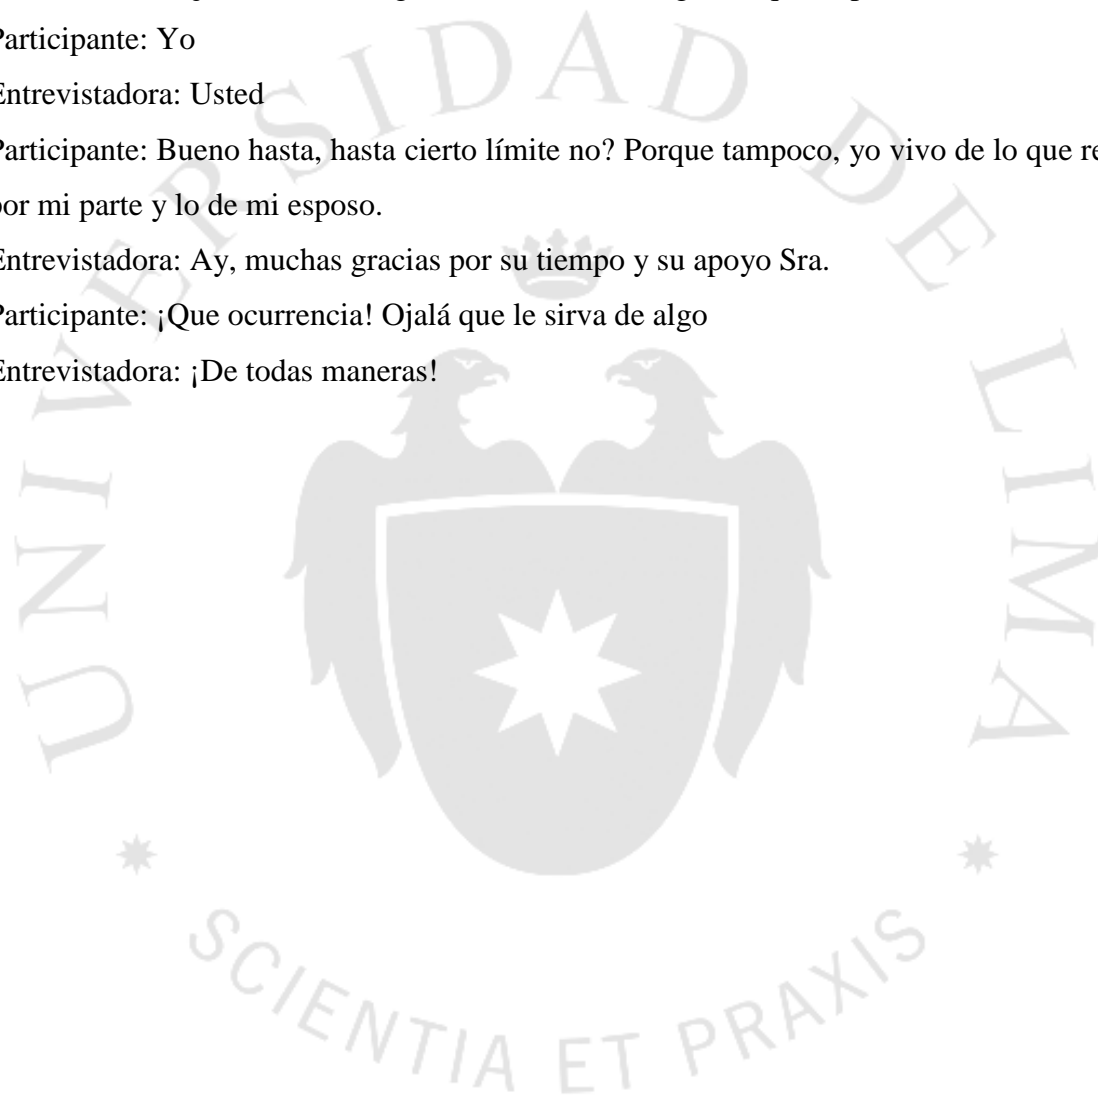 Participante: Yo
Entrevistadora: Usted
Participante: Bueno hasta, hasta cierto límite no? Porque tampoco, yo vivo de lo que
por mi parte y lo de mi esposo.
Entrevistadora: Ay, muchas gracias por su tiempo y su apoyo Sra.
Participante: ¡Que ocurrencia! Ojalá que le sirva de algo
Entrevistadora: ¡De todas maneras!
UNIVERSIDAD DE LIMA
SCIENTIA ET PRAXIS